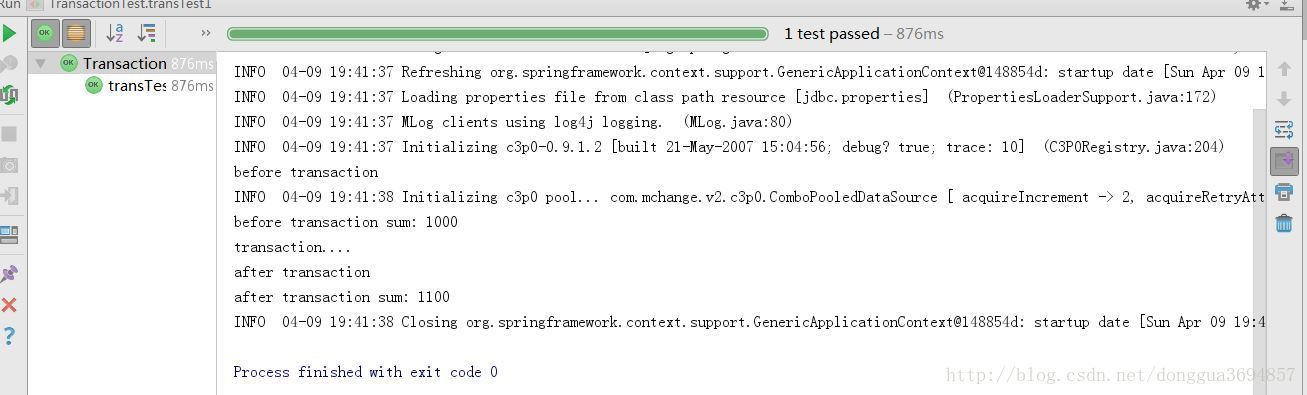 Run TransactionTest.transTest1
1 test passed – 876ms
Transaction 876ms
transTes 876ms
INFO 04-09 19:41:37 Refreshing org.springframework.context.support.GenericApplicationContext@148854d: startup date [Sun Apr 09 1
INFO 04-09 19:41:37 Loading properties file from class path resource [jdbc.properties] (PropertiesLoaderSupport.java:172)
INFO 04-09 19:41:37 MLog clients using log4j logging. (MLog.java:80)
INFO 04-09 19:41:37 Initializing c3p0-0.9.1.2 [built 21-May-2007 15:04:56; debug? true; trace: 10] (C3P0Registry.java:204)
before transaction
INFO 04-09 19:41:38 Initializing c3p0 pool... com.mchange.v2.c3p0.ComboPooledDataSource [ acquireIncrement -> 2, acquireRetryAtt
before transaction sum: 1000
transaction....
after transaction
after transaction sum: 1100
INFO 04-09 19:41:38 Closing org.springframework.context.support.GenericApplicationContext@148854d: startup date [Sun Apr 09 19:4
Process finished with exit code 0
http://blog.csdn.net/donggua3694857